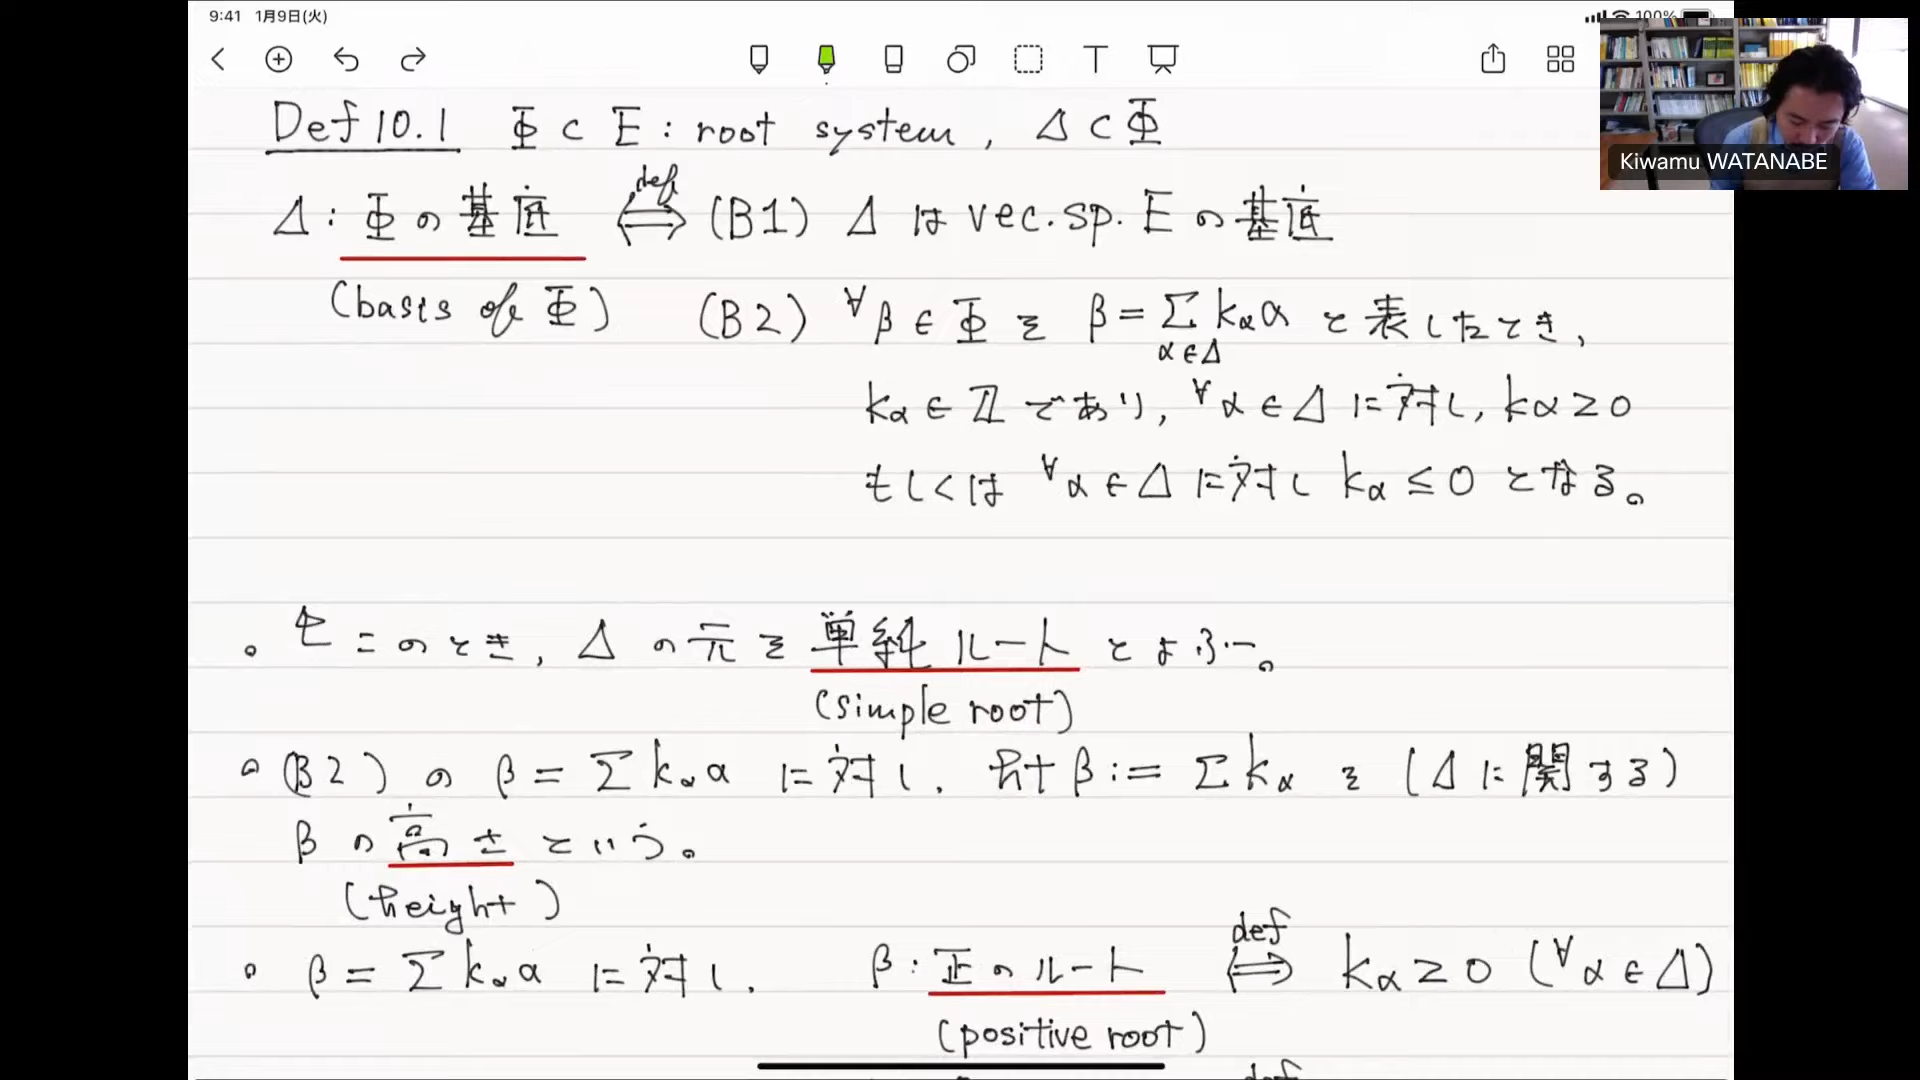 9:41 1月9日(火)
100%
Kiwamu WATANABE
Def 10.1 Φ ⊂ E : root system, Δ ⊂ Φ
Δ : Φの基底 ⇔def (B1) Δ は vec.sp. E の基底
(basis of Φ) (B2) ∀β ∈ Φ を β = Σ kαα と表したとき,
α∈Δ
kα ∈ ℤ であり, ∀α ∈ Δ に対し, kα ≥ 0
もしくは ∀α ∈ Δ に対し kα ≤ 0 となる。
このとき, Δ の元を単純ルートとよぶ。
(simple root)
(B2) の β = Σ kαα に対し, ht β := Σ kα を (Δに関する)
β の高さという。
(height)
β = Σ kαα に対し, β : 正のルート ⇔def kα ≥ 0 (∀α ∈ Δ)
(positive root)
def